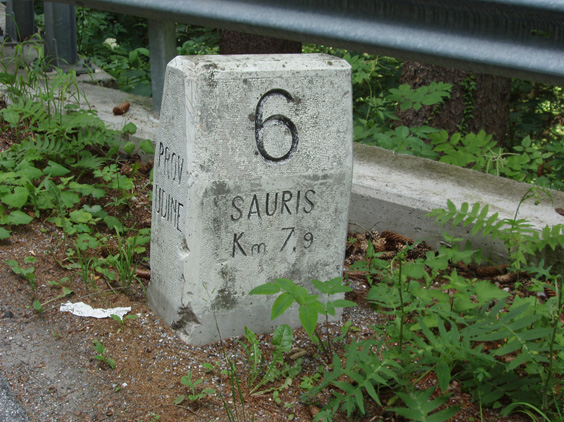 6
SAURIS
Km 7,9
PROV
UDINE